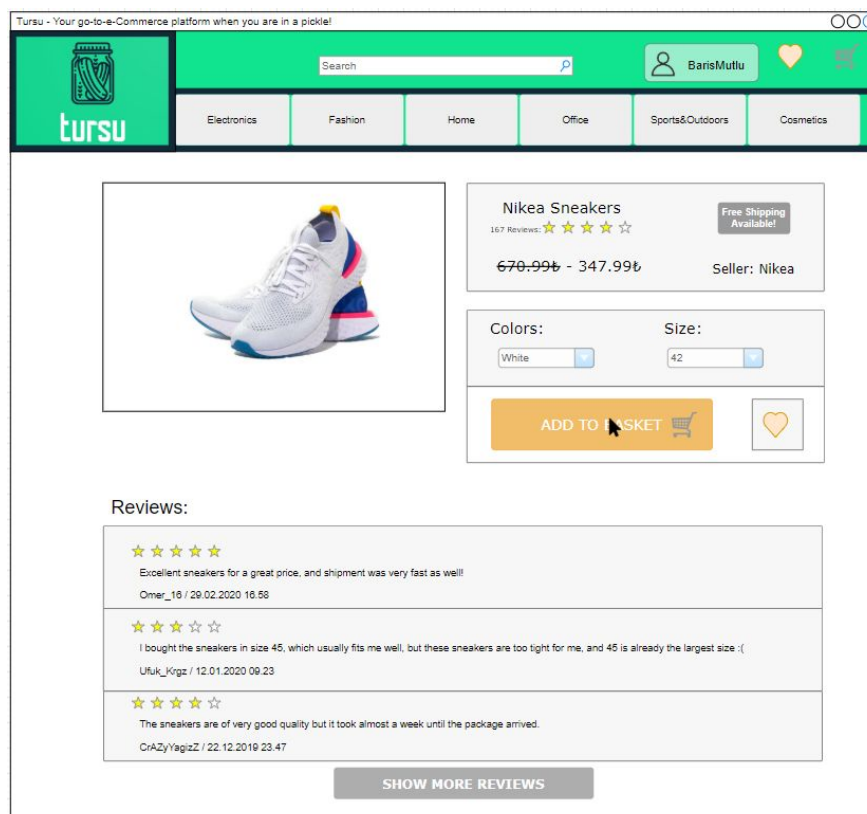 Tursu - Your go-to-e-Commerce platform when you are in a pickle!
tursu
Search
BarisMutlu
Electronics
Fashion
Home
Office
Sports&Outdoors
Cosmetics
Nikea Sneakers
Free Shipping
Available!
167 Reviews:
670.99₺ - 347.99₺
Seller: Nikea
Colors:
Size:
White
42
ADD TO BASKET
Reviews:
Excellent sneakers for a great price, and shipment was very fast as well!
Omer_16 / 29.02.2020 16.58
I bought the sneakers in size 45, which usually fits me well, but these sneakers are too tight for me, and 45 is already the largest size :(
Ufuk_Krgz / 12.01.2020 09.23
The sneakers are of very good quality but it took almost a week until the package arrived.
CrAZyYagizZ / 22.12.2019 23.47
SHOW MORE REVIEWS